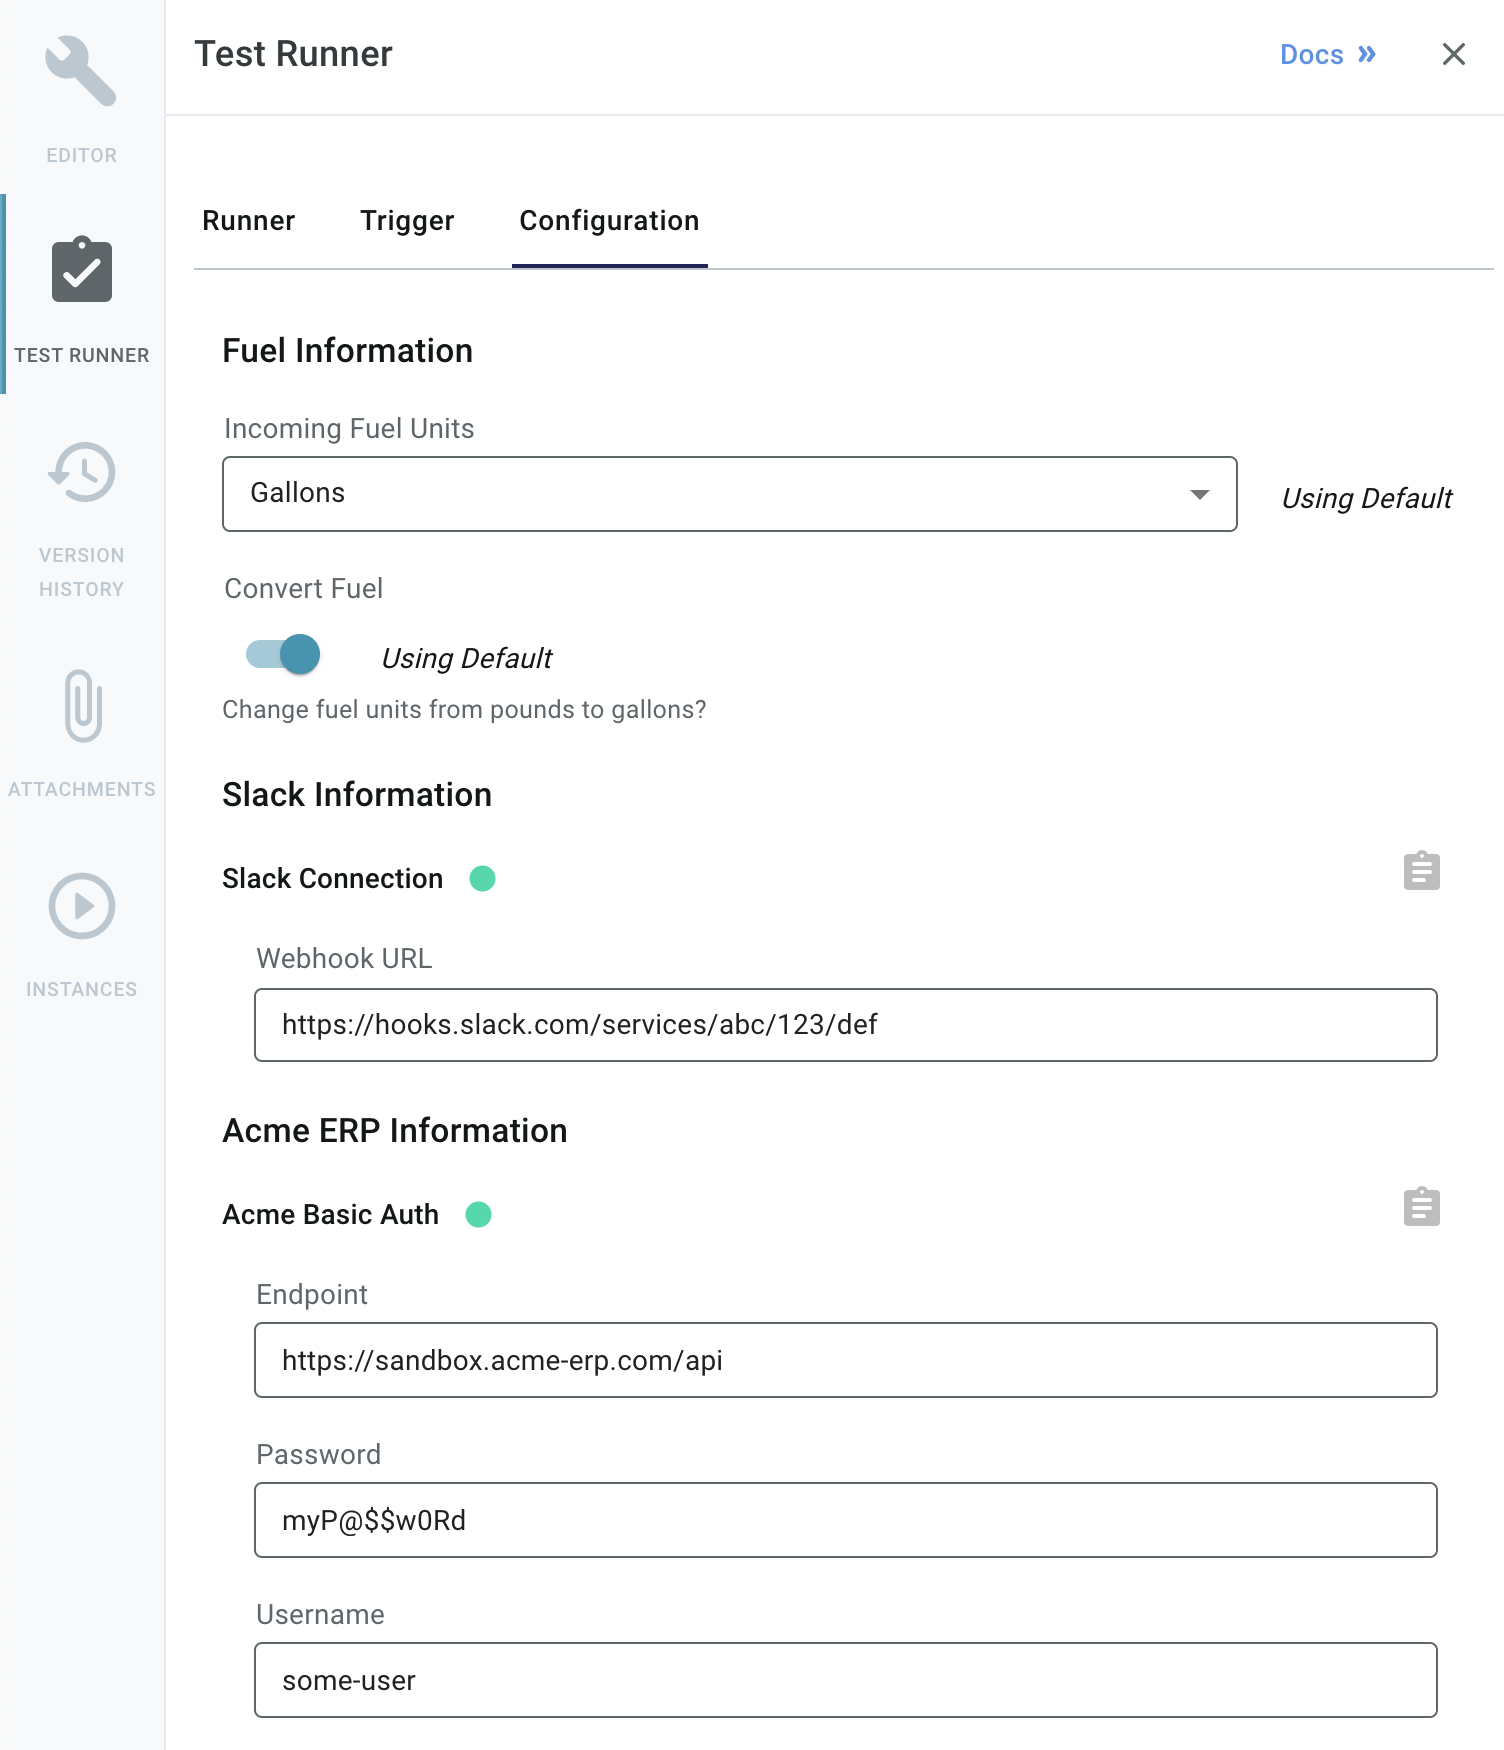 Test Runner
Docs »
EDITOR
TEST RUNNER
VERSION
HISTORY
ATTACHMENTS
INSTANCES
Runner Trigger Configuration
Fuel Information
Incoming Fuel Units
Gallons
Using Default
Convert Fuel
Using Default
Change fuel units from pounds to gallons?
Slack Information
Slack Connection
Webhook URL
https://hooks.slack.com/services/abc/123/def
Acme ERP Information
Acme Basic Auth
Endpoint
https://sandbox.acme-erp.com/api
Password
myP@$$w0Rd
Username
some-user